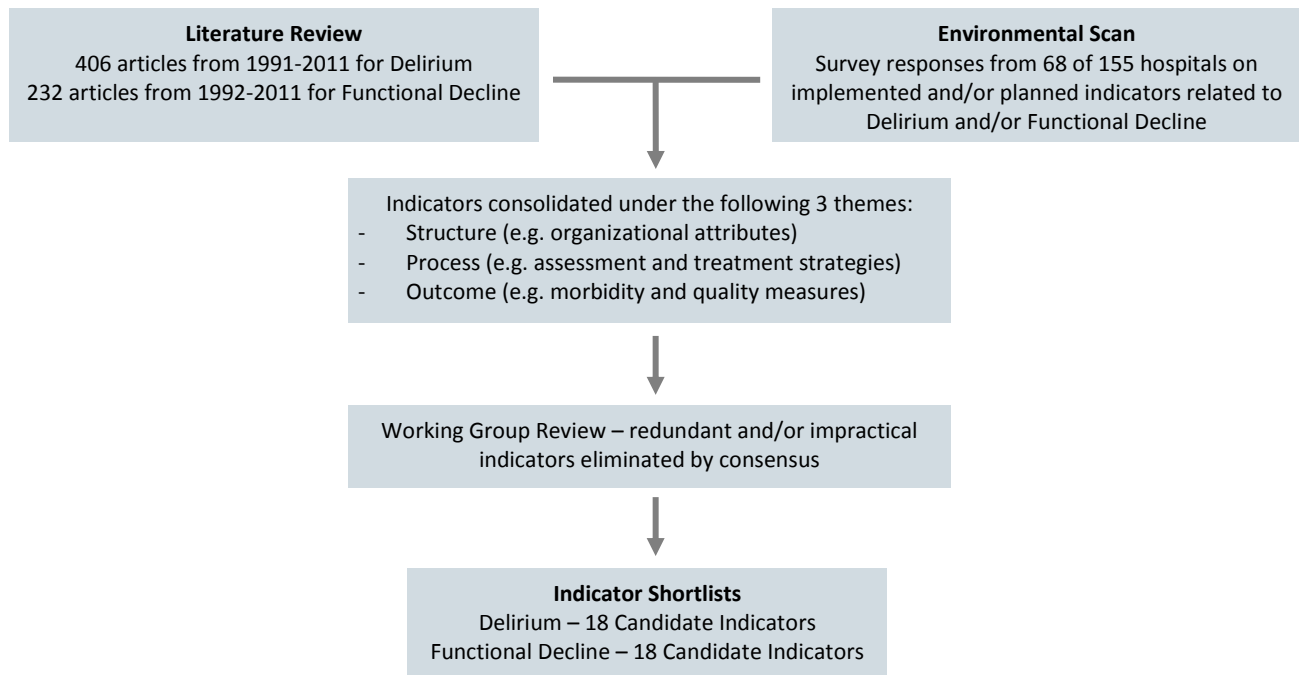 Literature Review
406 articles from 1991-2011 for Delirium
232 articles from 1992-2011 for Functional Decline
Environmental Scan
Survey responses from 68 of 155 hospitals on
implemented and/or planned indicators related to
Delirium and/or Functional Decline
Indicators consolidated under the following 3 themes:
- Structure (e.g. organizational attributes)
- Process (e.g. assessment and treatment strategies)
- Outcome (e.g. morbidity and quality measures)
Working Group Review – redundant and/or impractical
indicators eliminated by consensus
Indicator Shortlists
Delirium – 18 Candidate Indicators
Functional Decline – 18 Candidate Indicators